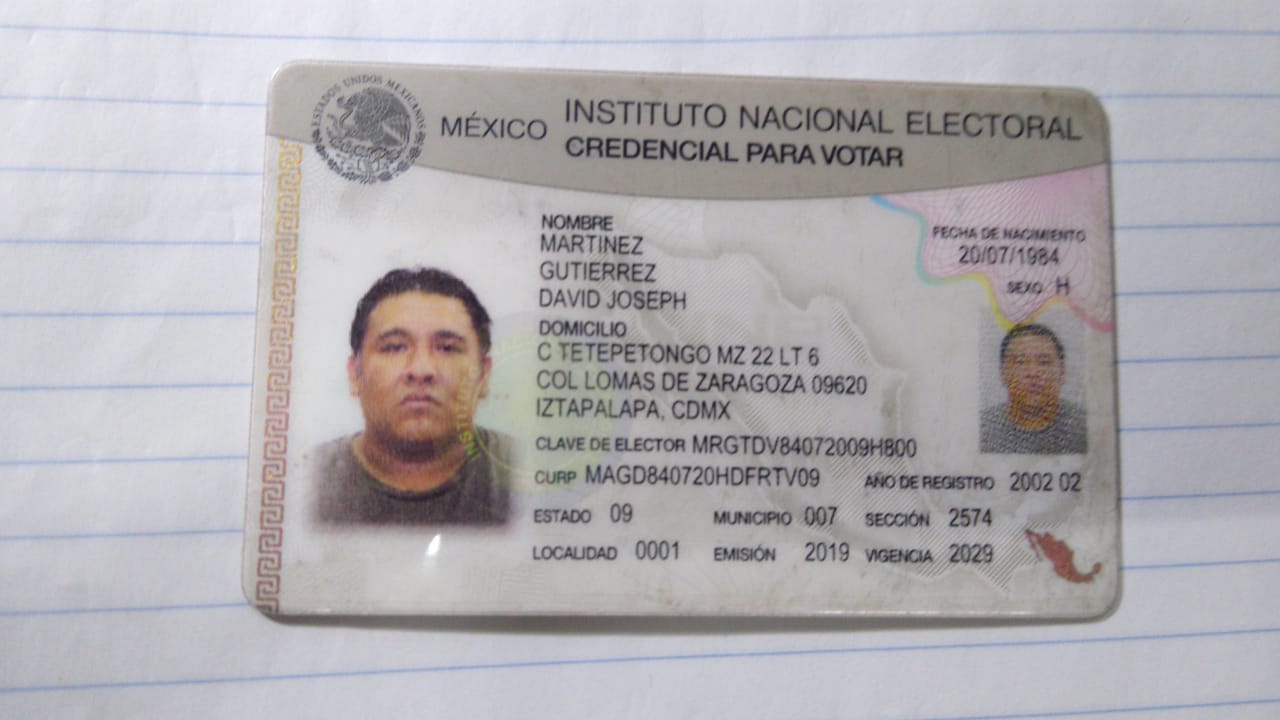 ESTADOS UNIDOS MEXICANOS
MÉXICO INSTITUTO NACIONAL ELECTORAL
CREDENCIAL PARA VOTAR
NOMBRE
MARTINEZ
GUTIERREZ
DAVID JOSEPH
FECHA DE NACIMIENTO
20/07/1984
SEXO H
DOMICILIO
C TETEPETONGO MZ 22 LT 6
COL LOMAS DE ZARAGOZA 09620
IZTAPALAPA, CDMX
CLAVE DE ELECTOR MRGTDV84072009H800
CURP MAGD840720HDFRTV09 AÑO DE REGISTRO 2002 02
ESTADO 09 MUNICIPIO 007 SECCIÓN 2574
LOCALIDAD 0001 EMISIÓN 2019 VIGENCIA 2029